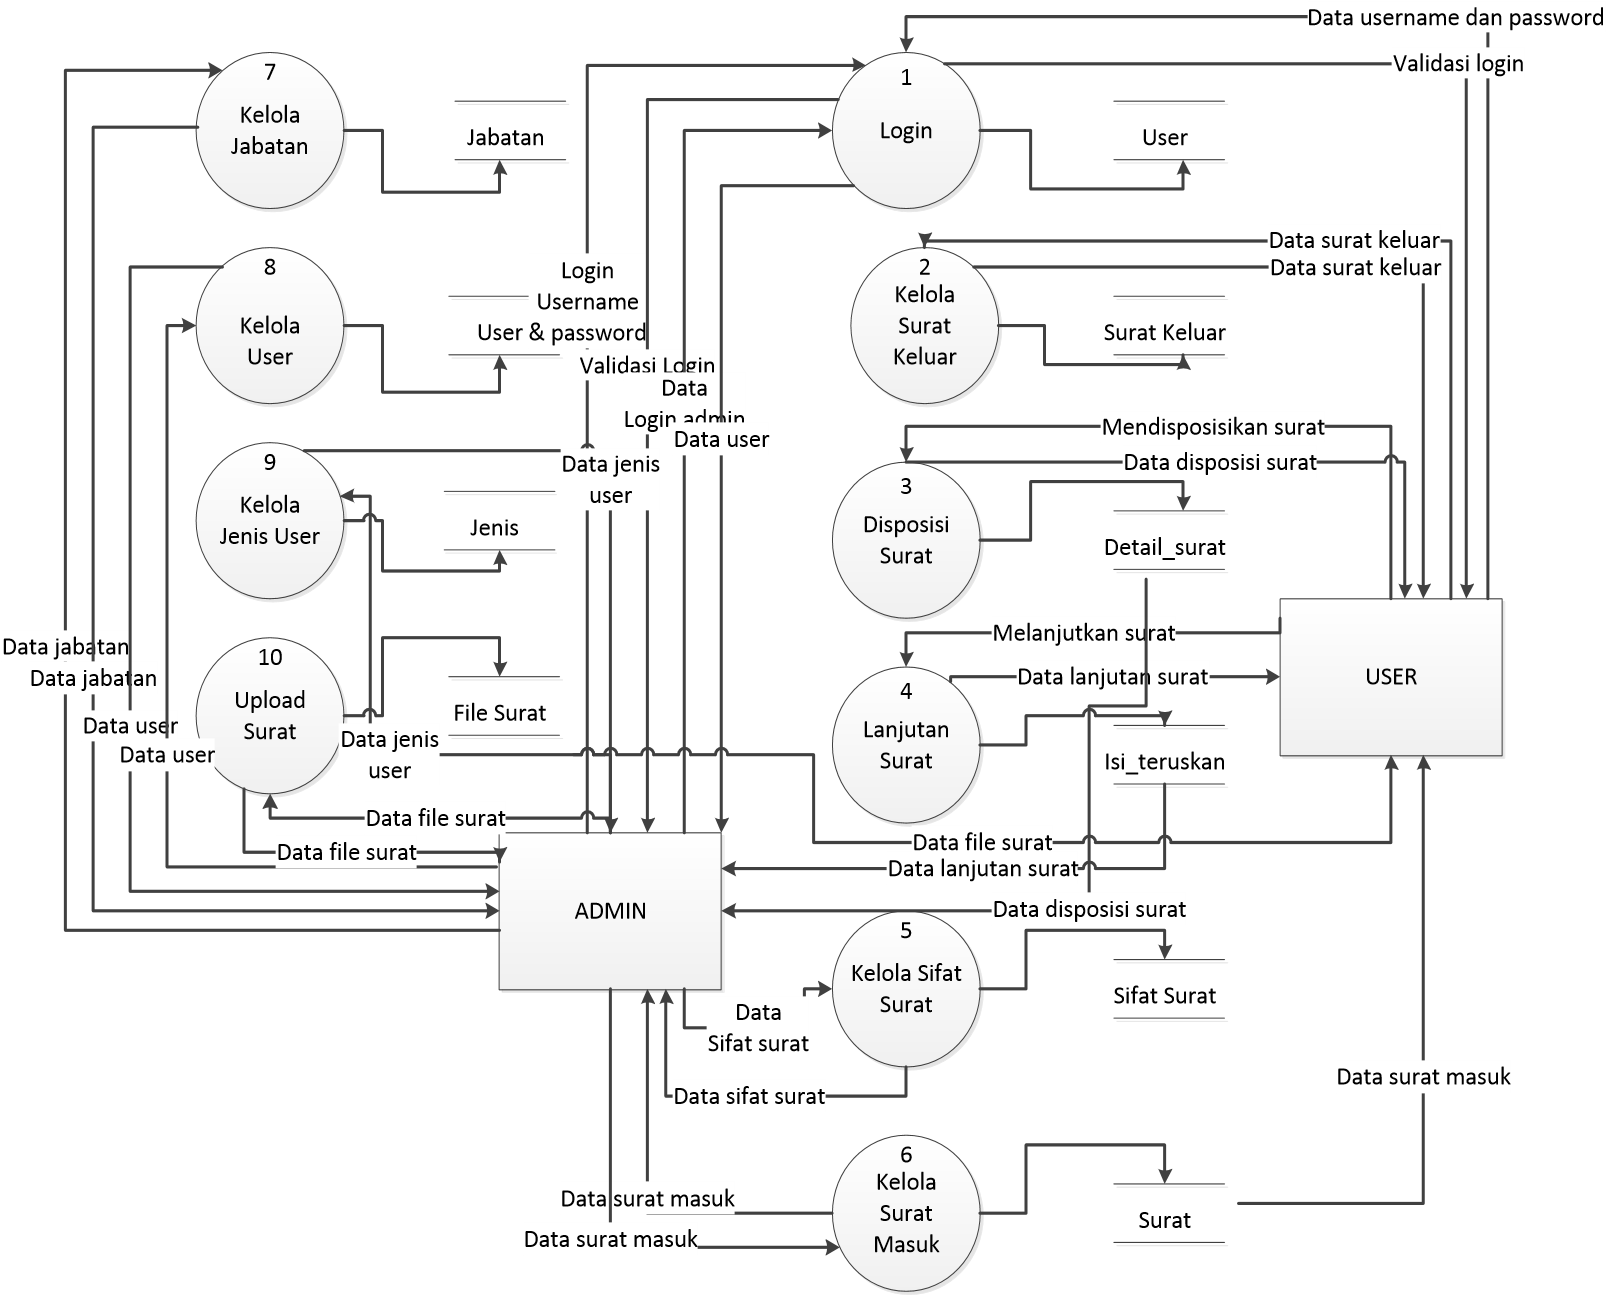 Data username dan password
Validasi login
7
Kelola
Jabatan
Jabatan
1
Login
User
8
Kelola
User
Login
Username
User & password
Validasi Login
Data
Login admin
Data user
2
Kelola
Surat
Keluar
Data surat keluar
Data surat keluar
Surat Keluar
9
Kelola
Jenis User
Data jenis
user
Jenis
Mendisposisikan surat
Data disposisi surat
3
Disposisi
Surat
Detail_surat
Data jabatan
Data jabatan
Data user
Data user
10
Upload
Surat
File Surat
Data jenis
user
Melanjutkan surat
Data lanjutan surat
4
Lanjutan
Surat
Isi_teruskan
USER
Data file surat
Data file surat
Data file surat
Data lanjutan surat
ADMIN
Data disposisi surat
5
Kelola Sifat
Surat
Sifat Surat
Data
Sifat surat
Data sifat surat
Data surat masuk
6
Kelola
Surat
Masuk
Surat
Data surat masuk
Data surat masuk